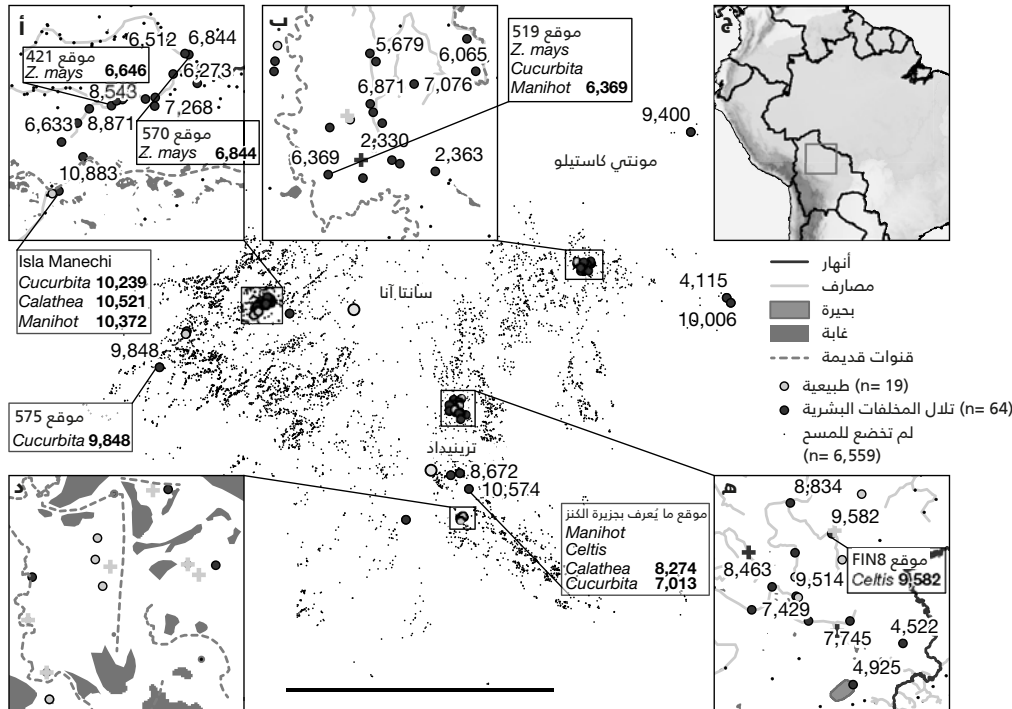 أ
6,512
6,844
موقع 421
Z. mays 6,646
6,273
8,543
7,268
6,633
8,871
موقع 570
Z. mays 6,844
10,883
ب
5,679
6,065
6,871
7,076
2,330
6,369
2,363
موقع 519
Z. mays
Cucurbita
Manihot 6,369
9,400
مونتي كاستيلو
ج
Isla Manechi
Cucurbita 10,239
Calathea 10,521
Manihot 10,372
سانتا آنا
4,115
10,006
9,848
موقع 575
Cucurbita 9,848
أنهار
مصارف
بحيرة
غابة
قنوات قديمة
طبيعية (n= 19)
تلال المخلفات البشرية (n= 64)
لم تخضع للمسح
(n= 6,559)
ترينيداد
8,672
10,574
موقع ما يُعرف بجزيرة الكنز
Manihot
Celtis
Calathea 8,274
Cucurbita 7,013
د
ه
8,834
9,582
موقع FIN8
Celtis 9,582
8,463
9,514
7,429
7,745
4,522
4,925